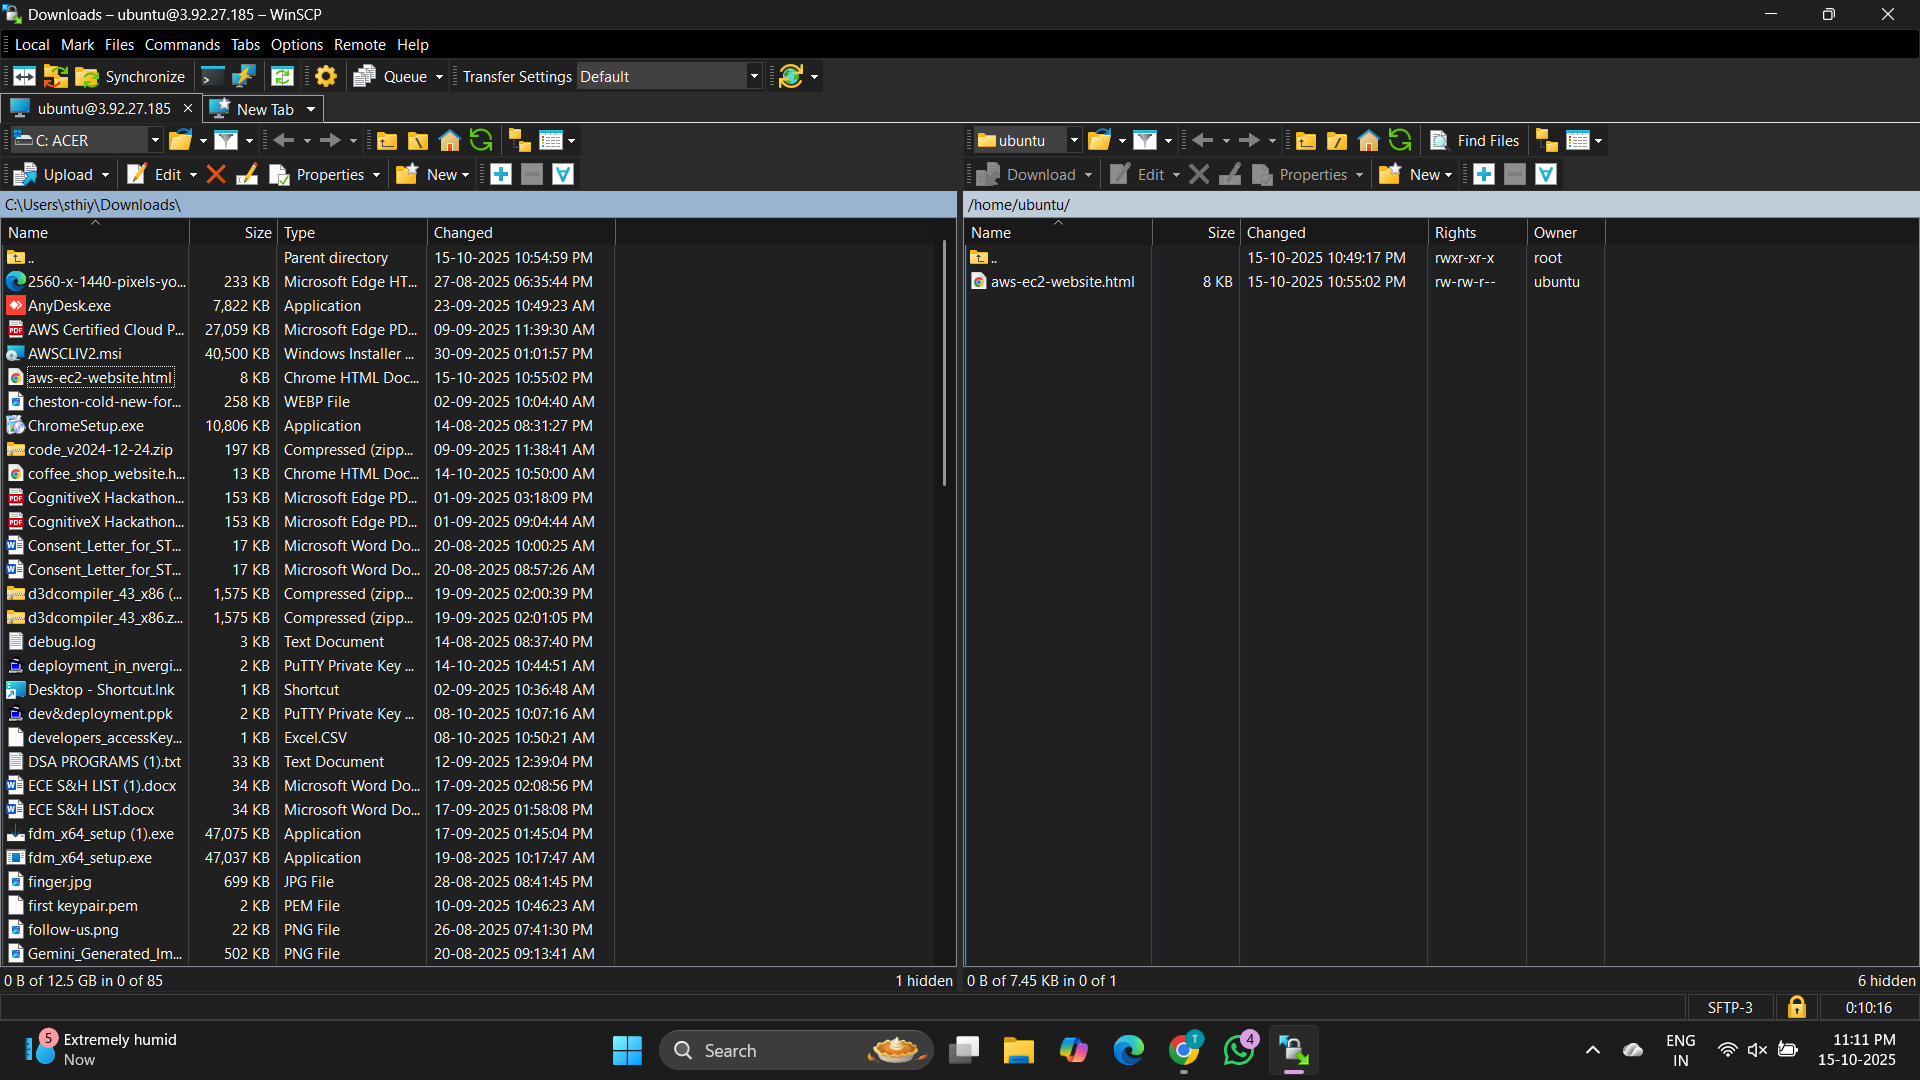 Downloads – ubuntu@3.92.27.185 – WinSCP
Local Mark Files Commands Tabs Options Remote Help
Synchronize Queue Transfer Settings Default
ubuntu@3.92.27.185 × New Tab
C: ACER
Upload Edit Properties New
C:\Users\sthiy\Downloads\
Name Size Type Changed
.. Parent directory 15-10-2025 10:54:59 PM
2560-x-1440-pixels-yo... 233 KB Microsoft Edge HT... 27-08-2025 06:35:44 PM
AnyDesk.exe 7,822 KB Application 23-09-2025 10:49:23 AM
AWS Certified Cloud P... 27,059 KB Microsoft Edge PD... 09-09-2025 11:39:30 AM
AWSCLIV2.msi 40,500 KB Windows Installer ... 30-09-2025 01:01:57 PM
aws-ec2-website.html 8 KB Chrome HTML Doc... 15-10-2025 10:55:02 PM
cheston-cold-new-for... 258 KB WEBP File 02-09-2025 10:04:40 AM
ChromeSetup.exe 10,806 KB Application 14-08-2025 08:31:27 PM
code_v2024-12-24.zip 197 KB Compressed (zipp... 09-09-2025 11:38:41 AM
coffee_shop_website.h... 13 KB Chrome HTML Doc... 14-10-2025 10:50:00 AM
CognitiveX Hackathon... 153 KB Microsoft Edge PD... 01-09-2025 03:18:09 PM
CognitiveX Hackathon... 153 KB Microsoft Edge PD... 01-09-2025 09:04:44 AM
Consent_Letter_for_ST... 17 KB Microsoft Word Do... 20-08-2025 10:00:25 AM
Consent_Letter_for_ST... 17 KB Microsoft Word Do... 20-08-2025 08:57:26 AM
d3dcompiler_43_x86 (... 1,575 KB Compressed (zipp... 19-09-2025 02:00:39 PM
d3dcompiler_43_x86.z... 1,575 KB Compressed (zipp... 19-09-2025 02:01:05 PM
debug.log 3 KB Text Document 14-08-2025 08:37:40 PM
deployment_in_nvergi... 2 KB PuTTY Private Key ... 14-10-2025 10:44:51 AM
Desktop - Shortcut.lnk 1 KB Shortcut 02-09-2025 10:36:48 AM
dev&deployment.ppk 2 KB PuTTY Private Key ... 08-10-2025 10:07:16 AM
developers_accessKey... 1 KB Excel.CSV 08-10-2025 10:50:21 AM
DSA PROGRAMS (1).txt 33 KB Text Document 12-09-2025 12:39:04 PM
ECE S&H LIST (1).docx 34 KB Microsoft Word Do... 17-09-2025 02:08:56 PM
ECE S&H LIST.docx 34 KB Microsoft Word Do... 17-09-2025 01:58:08 PM
fdm_x64_setup (1).exe 47,075 KB Application 17-09-2025 01:45:04 PM
fdm_x64_setup.exe 47,037 KB Application 19-08-2025 10:17:47 AM
finger.jpg 699 KB JPG File 28-08-2025 08:41:45 PM
first keypair.pem 2 KB PEM File 10-09-2025 10:46:23 AM
follow-us.png 22 KB PNG File 26-08-2025 07:41:30 PM
Gemini_Generated_Im... 502 KB PNG File 20-08-2025 09:13:41 AM
0 B of 12.5 GB in 0 of 85 1 hidden
ubuntu Find Files
Download Edit Properties New
/home/ubuntu/
Name Size Changed Rights Owner
.. 15-10-2025 10:49:17 PM rwxr-xr-x root
aws-ec2-website.html 8 KB 15-10-2025 10:55:02 PM rw-rw-r-- ubuntu
0 B of 7.45 KB in 0 of 1 6 hidden
SFTP-3 0:10:16
5 Extremely humid
Now
Search
T
4
ENG
IN
11:11 PM
15-10-2025